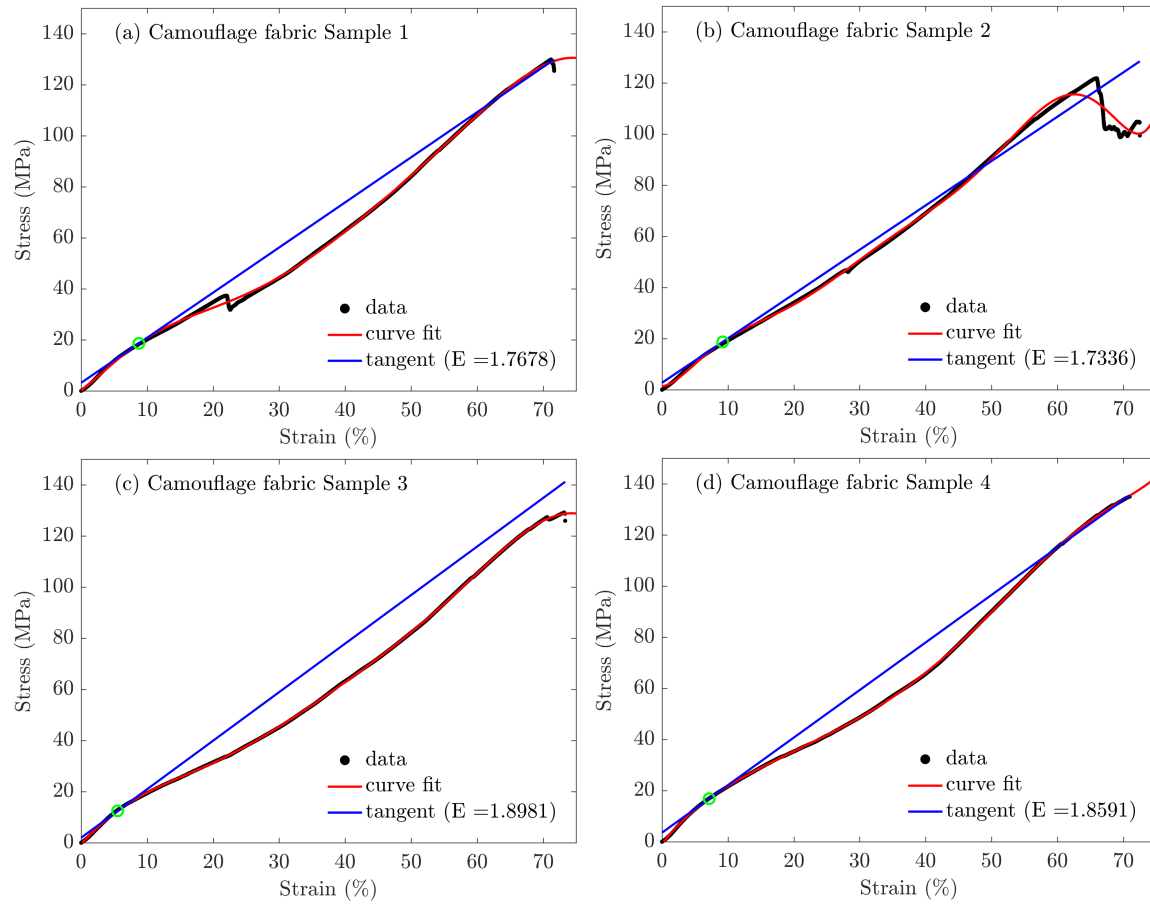 (a) Camouflage fabric Sample 1
140
120
100
80
60
40
20
0
Stress (MPa)
data
curve fit
tangent (E =1.7678)
0 10 20 30 40 50 60 70
Strain (%)
(b) Camouflage fabric Sample 2
140
120
100
80
60
40
20
0
Stress (MPa)
data
curve fit
tangent (E =1.7336)
0 10 20 30 40 50 60 70
Strain (%)
(c) Camouflage fabric Sample 3
140
120
100
80
60
40
20
0
Stress (MPa)
data
curve fit
tangent (E =1.8981)
0 10 20 30 40 50 60 70
Strain (%)
(d) Camouflage fabric Sample 4
140
120
100
80
60
40
20
0
Stress (MPa)
data
curve fit
tangent (E =1.8591)
0 10 20 30 40 50 60 70
Strain (%)